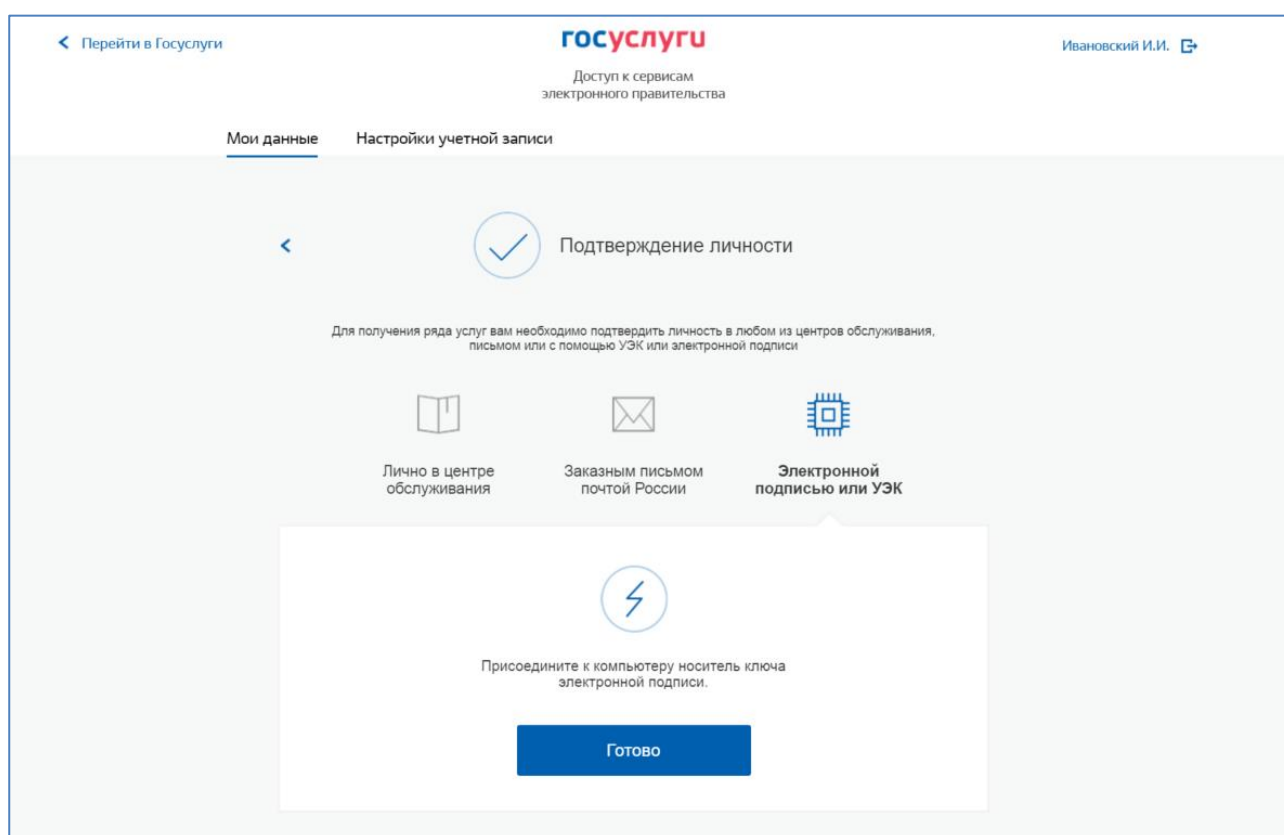 Перейти в Госуслуги
госуслуги
Ивановский И.И.
Доступ к сервисам
электронного правительства
Мои данные
Настройки учетной записи
Подтверждение личности
Для получения ряда услуг вам необходимо подтвердить личность в любом из центров обслуживания,
письмом или с помощью УЭК или электронной подписи
Лично в центре
обслуживания
Заказным письмом
почтой России
Электронной
подписью или УЭК
Присоедините к компьютеру носитель ключа
электронной подписи.
Готово